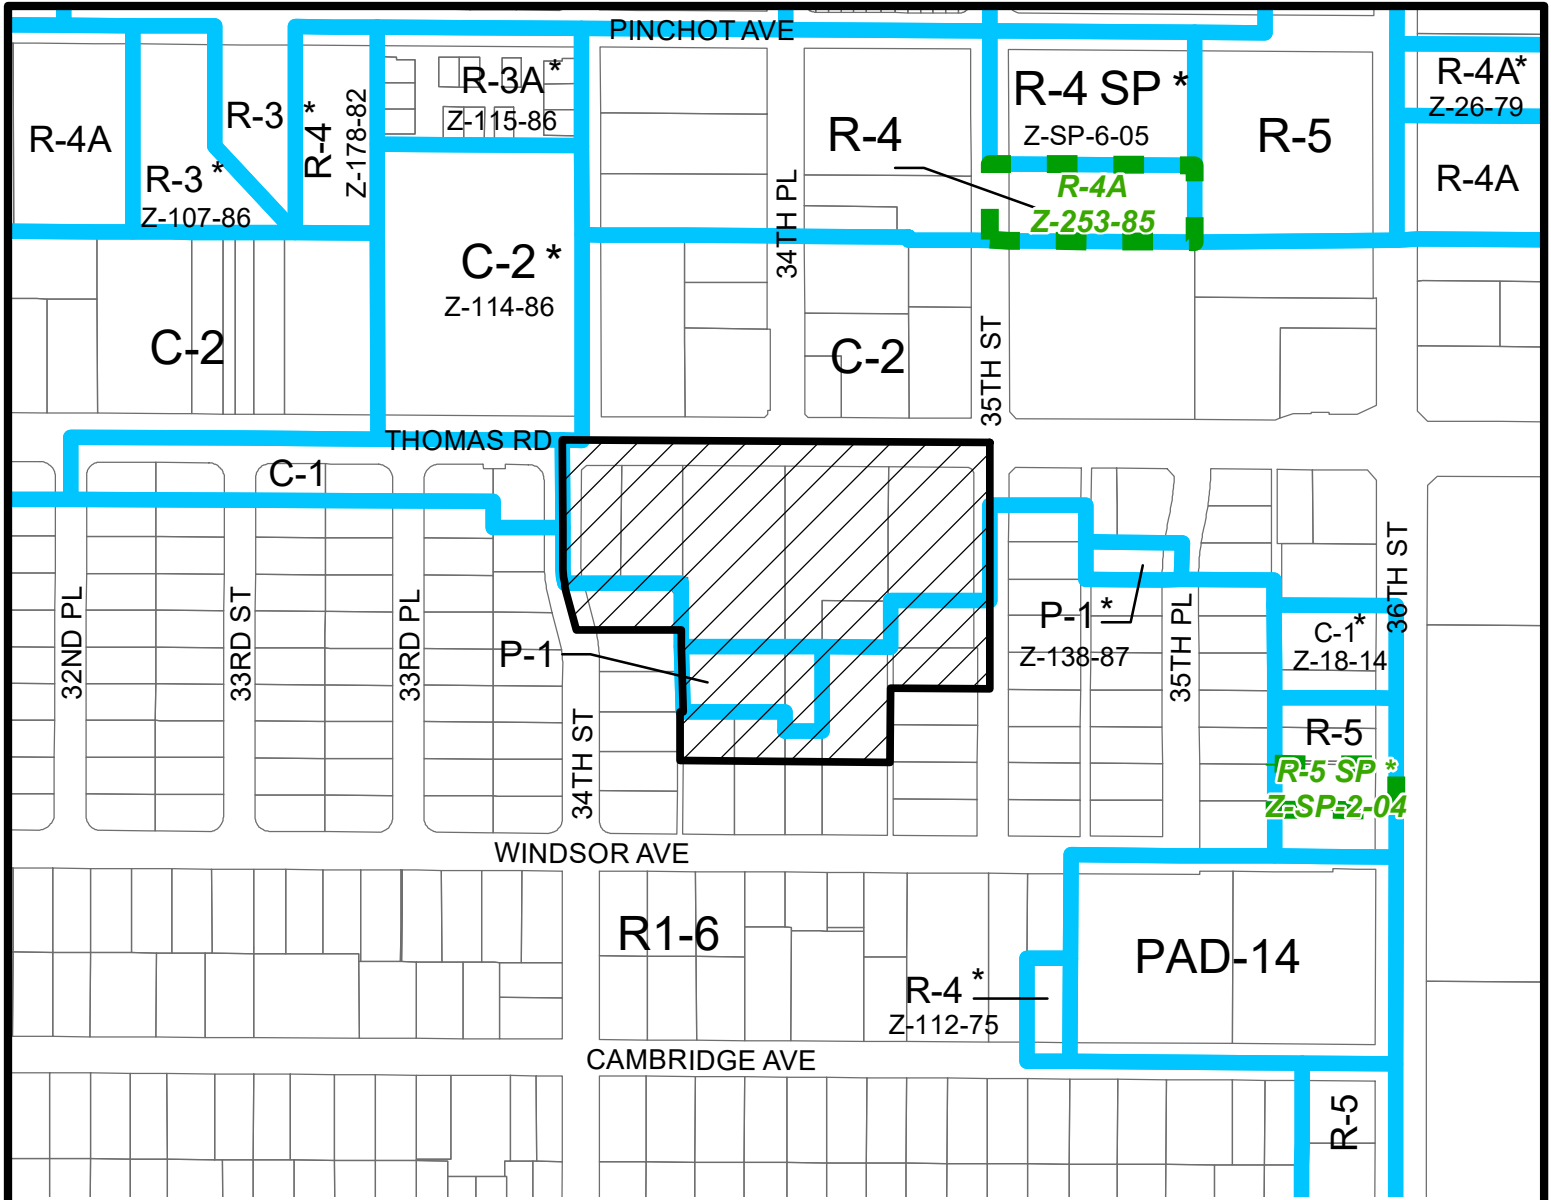 PINCHOT AVE
R-4A
R-3 *
Z-107-86
R-3
R-4 *
Z-178-82
R-3A *
Z-115-86
R-4
R-4 SP *
Z-SP-6-05
R-5
R-4A *
Z-26-79
R-4A
R-4A
Z-253-85
34TH PL
C-2 *
Z-114-86
C-2
C-2
35TH ST
THOMAS RD
C-1
32ND PL
33RD ST
33RD PL
34TH ST
P-1
P-1 *
Z-138-87
35TH PL
36TH ST
C-1 *
Z-18-14
R-5
R-5 SP *
Z-SP-2-04
WINDSOR AVE
R1-6
PAD-14
R-4 *
Z-112-75
CAMBRIDGE AVE
R-5